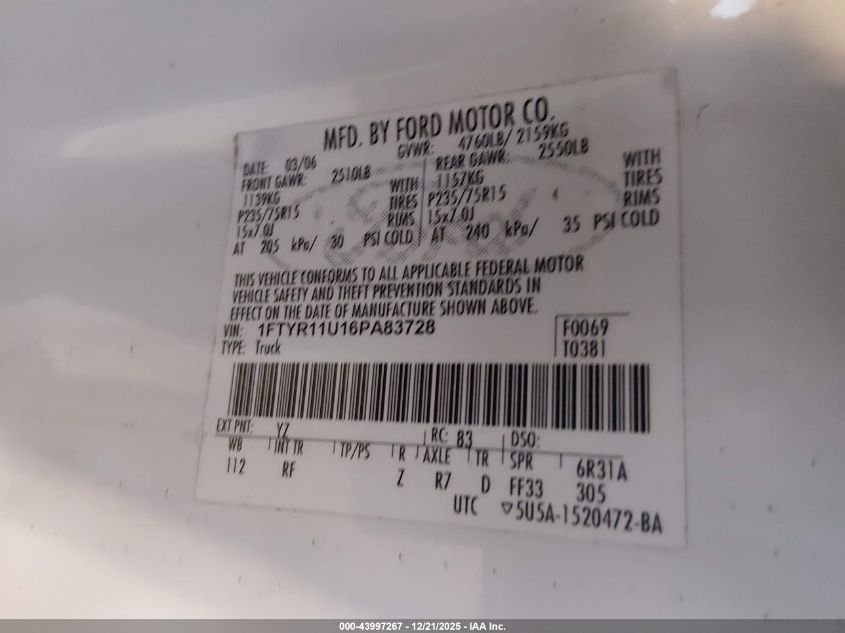 MFD. BY FORD MOTOR CO.
DATE: 03/06 GVWR: 4760LB/ 2159KG
FRONT GAWR: 2510LB REAR GAWR: 2550LB
1139KG WITH 1157KG WITH
P235/75R15 TIRES P235/75R15 TIRES
15x7.0J RIMS 15x7.0J RIMS
AT 205 kPa/ 30 PSI COLD AT 240 kPa/ 35 PSI COLD
THIS VEHICLE CONFORMS TO ALL APPLICABLE FEDERAL MOTOR
VEHICLE SAFETY AND THEFT PREVENTION STANDARDS IN
EFFECT ON THE DATE OF MANUFACTURE SHOWN ABOVE.
VIN: 1FTYR11U16PA83728 F0069
TYPE: Truck T0381
EXT PNT: YZ RC: 83 DSO:
WB INT TR TP/PS R AXLE TR SPR 6R31A
112 RF Z R7 D FF33 305
UTC ▽5U5A-1520472-BA
000-43997267 - 12/21/2025 - IAA Inc.